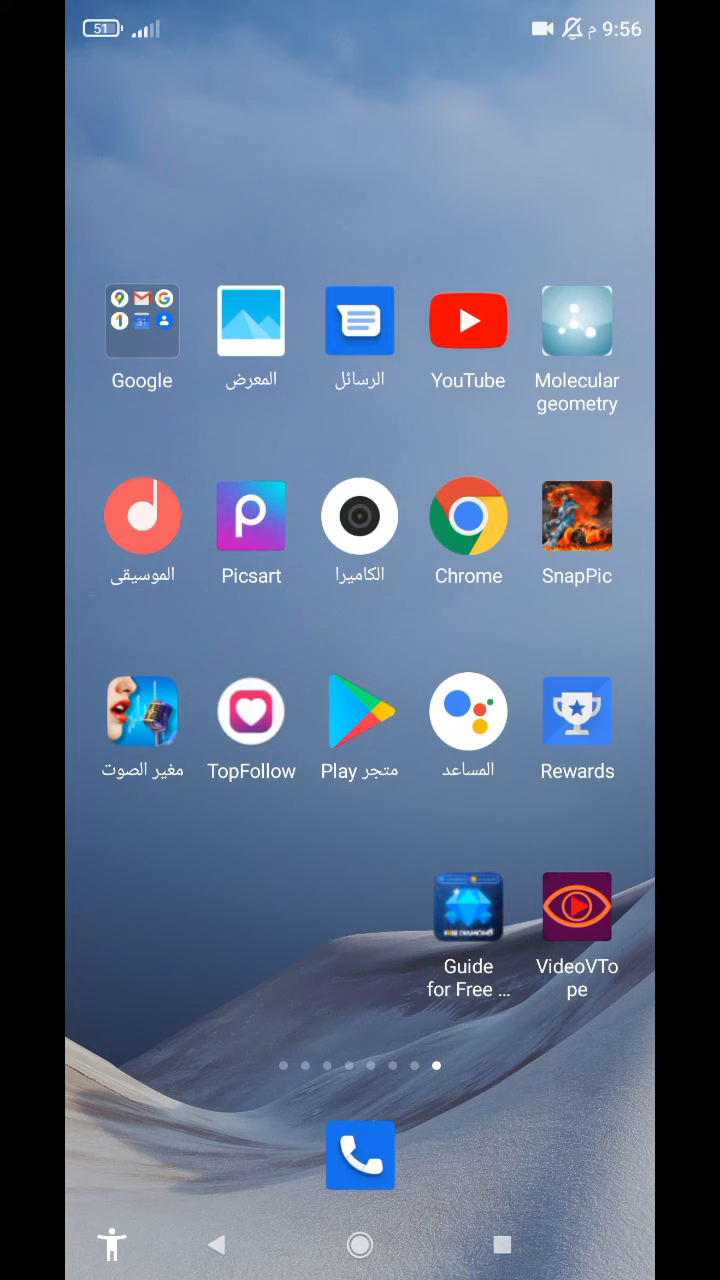 51
م 9:56
Google
المعرض
الرسائل
YouTube
Molecular
geometry
الموسيقى
Picsart
الكاميرا
Chrome
SnapPic
مغير الصوت
TopFollow
متجر Play
المساعد
Rewards
Guide
for Free ...
VideoVTo
pe